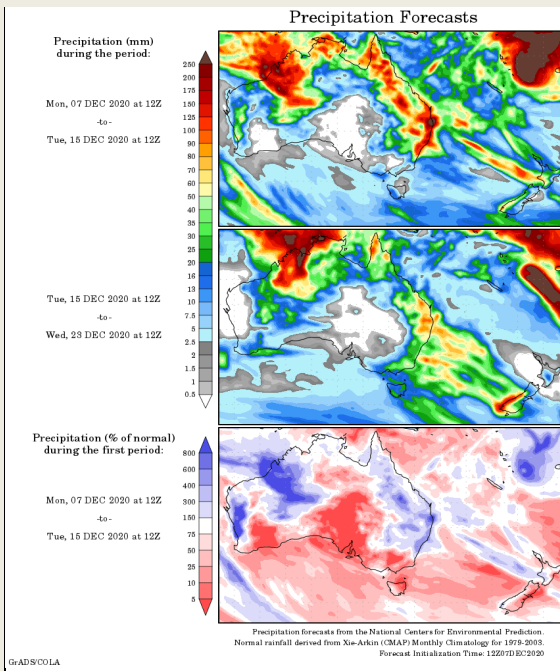 Precipitation Forecasts
Precipitation (mm)
during the period:
Mon, 07 DEC 2020 at 12Z
-to-
Tue, 15 DEC 2020 at 12Z
250
200
175
150
125
100
90
80
70
60
50
40
35
30
25
20
16
13
10
7.5
5
2.5
2
1.5
1
0.5
Tue, 15 DEC 2020 at 12Z
-to-
Wed, 23 DEC 2020 at 12Z
Precipitation (% of normal)
during the first period:
Mon, 07 DEC 2020 at 12Z
-to-
Tue, 15 DEC 2020 at 12Z
800
600
400
300
150
75
50
25
10
5
Precipitation forecasts from the National Centers for Environmental Prediction.
Normal rainfall derived from Xie-Arkin (CMAP) Monthly Climatology for 1979-2003.
Forecast Initialization Time: 12Z07DEC2020
GrADS/COLA